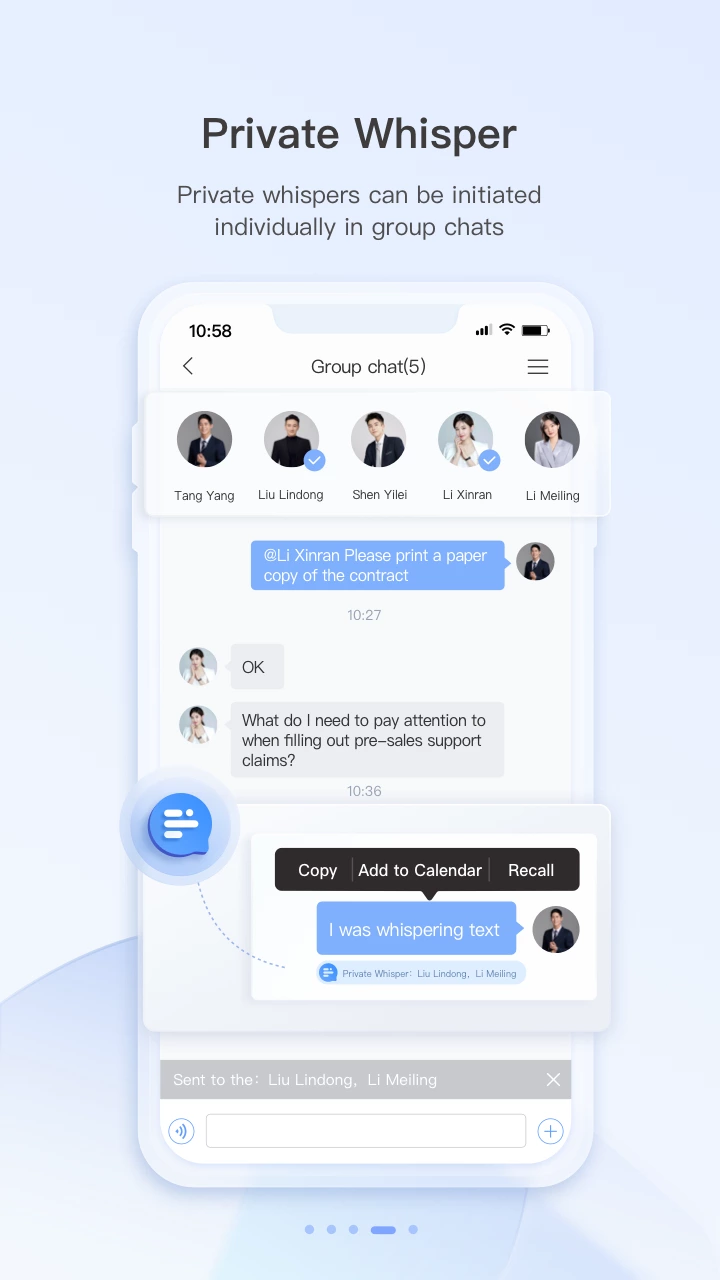 Private Whisper
Private whispers can be initiated
individually in group chats
10:58
Group chat(5)
Tang Yang
Liu Lindong
Shen Yilei
Li Xinran
Li Meiling
@Li Xinran Please print a paper
copy of the contract
10:27
OK
What do I need to pay attention to
when filling out pre-sales support
claims?
10:36
Copy
Add to Calendar
Recall
I was whispering text
Private Whisper: Liu Lindong, Li Meiling
Sent to the: Liu Lindong, Li Meiling